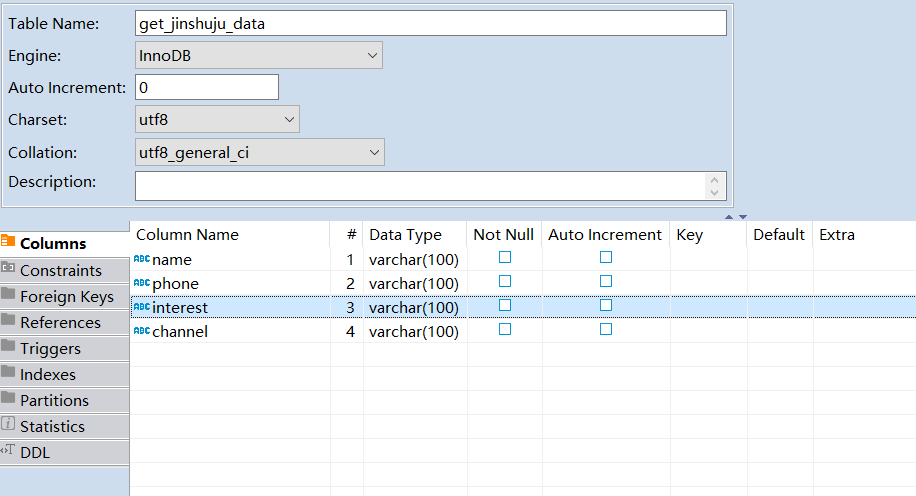 Table Name: get_jinshuju_data
Engine: InnoDB
Auto Increment: 0
Charset: utf8
Collation: utf8_general_ci
Description:
Columns
Constraints
Foreign Keys
References
Triggers
Indexes
Partitions
Statistics
DDL
Column Name # Data Type Not Null Auto Increment Key Default Extra
ABC name 1 varchar(100)
ABC phone 2 varchar(100)
ABC interest 3 varchar(100)
ABC channel 4 varchar(100)